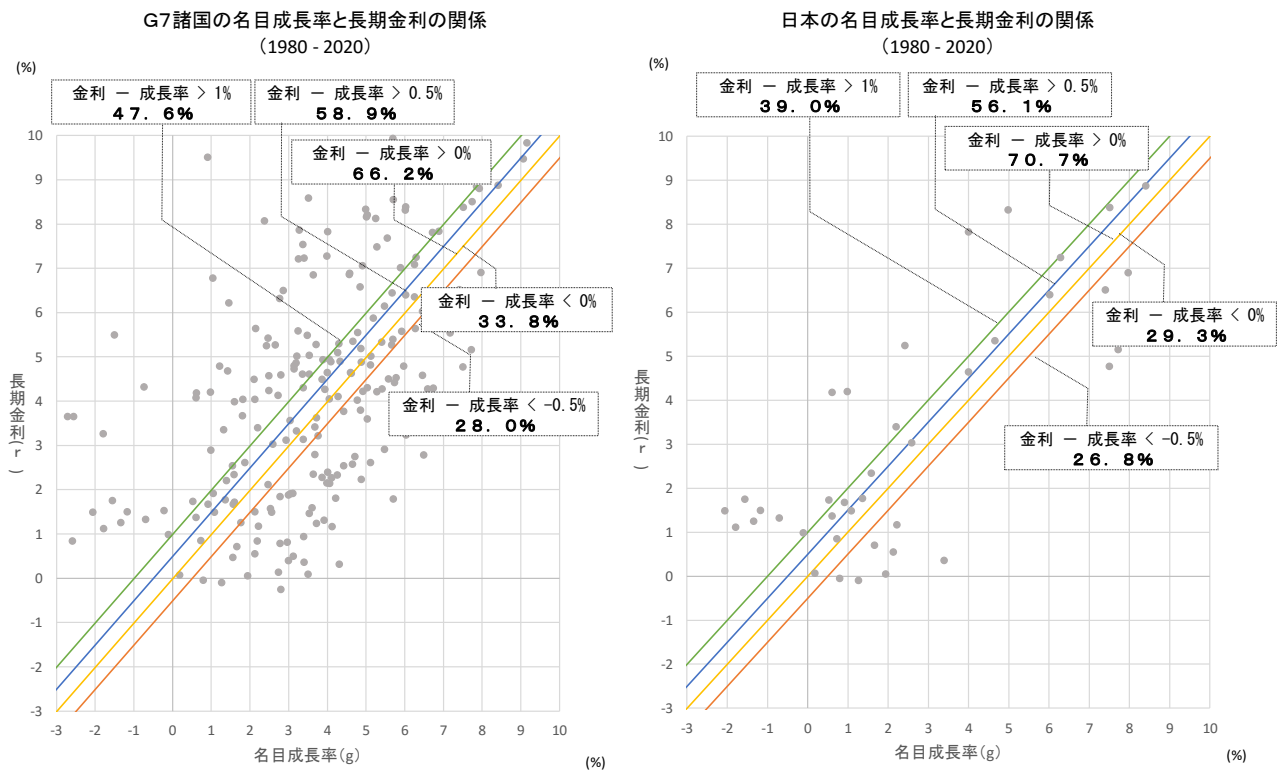 G7諸国の名目成長率と長期金利の関係
(1980 - 2020)
(%)
金利 － 成長率 > 1%
47．6%
金利 － 成長率 > 0.5%
58．9%
金利 － 成長率 > 0%
66．2%
金利 － 成長率 < 0%
33．8%
金利 － 成長率 < -0.5%
28．0%
10
9
8
7
6
5
4
3
2
1
0
-1
-2
-3
長期金利(r)
-3 -2 -1 0 1 2 3 4 5 6 7 8 9 10
名目成長率(g)
(%)
日本の名目成長率と長期金利の関係
(1980 - 2020)
(%)
金利 － 成長率 > 1%
39．0%
金利 － 成長率 > 0.5%
56．1%
金利 － 成長率 > 0%
70．7%
金利 － 成長率 < 0%
29．3%
金利 － 成長率 < -0.5%
26．8%
10
9
8
7
6
5
4
3
2
1
0
-1
-2
-3
長期金利(r)
-3 -2 -1 0 1 2 3 4 5 6 7 8 9 10
名目成長率(g)
(%)